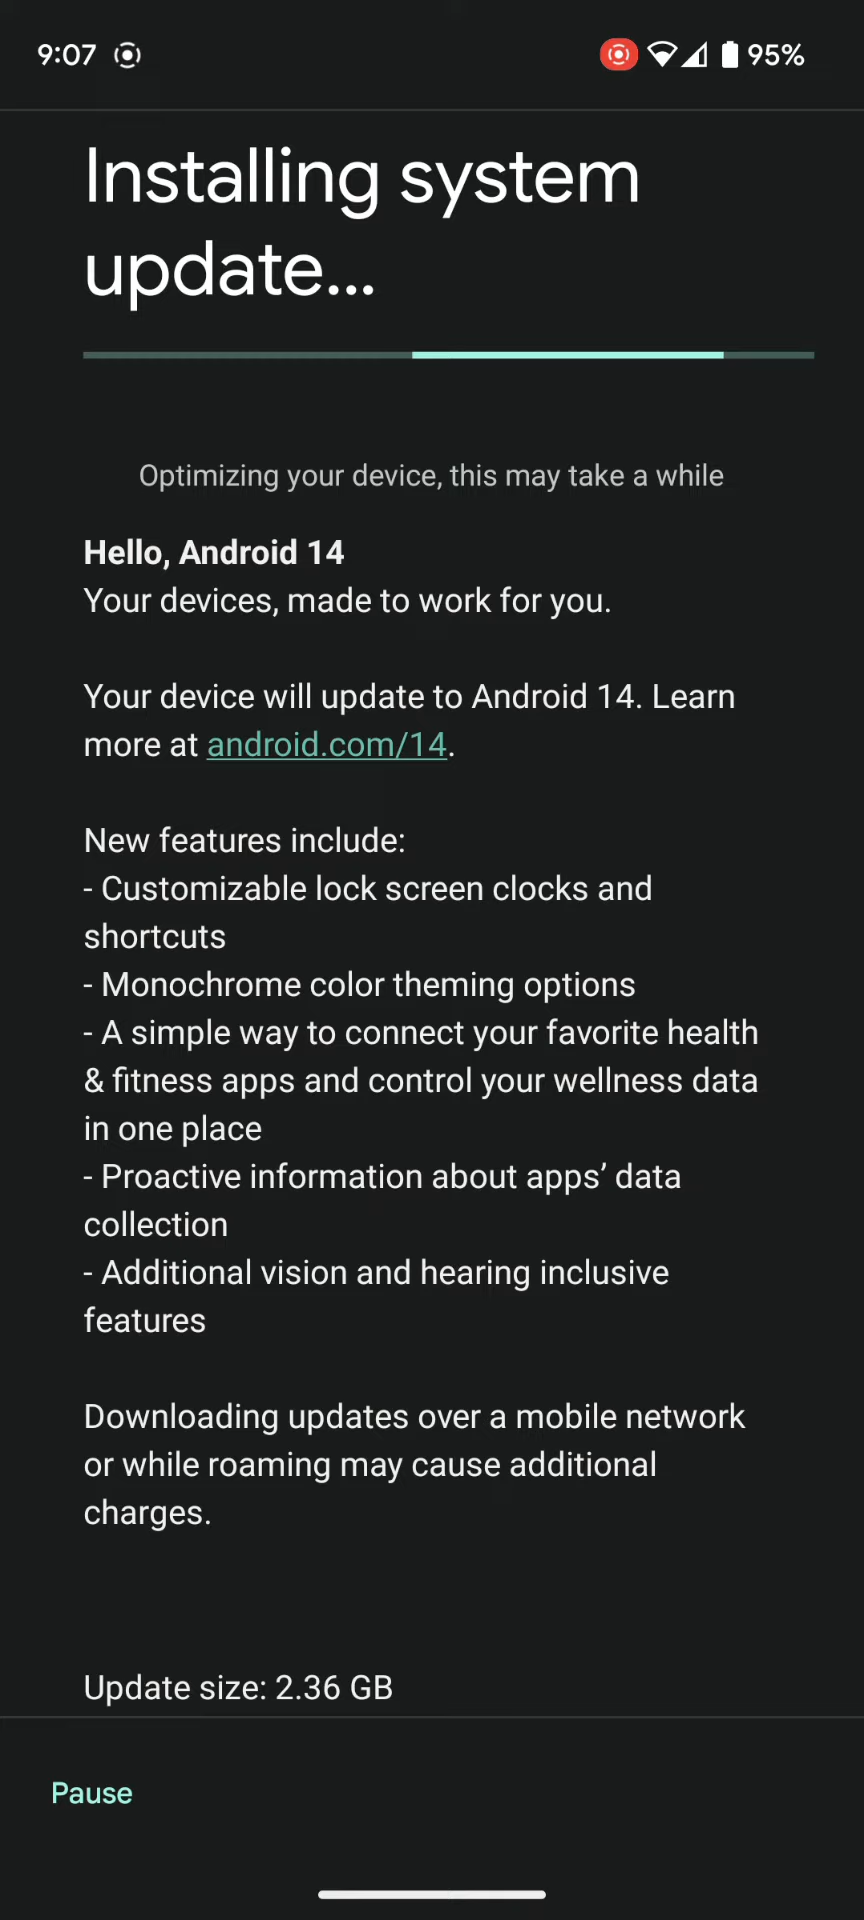 9:07
95%
Installing system
update...
Optimizing your device, this may take a while
Hello, Android 14
Your devices, made to work for you.
Your device will update to Android 14. Learn
more at android.com/14.
New features include:
- Customizable lock screen clocks and
shortcuts
- Monochrome color theming options
- A simple way to connect your favorite health
& fitness apps and control your wellness data
in one place
- Proactive information about apps’ data
collection
- Additional vision and hearing inclusive
features
Downloading updates over a mobile network
or while roaming may cause additional
charges.
Update size: 2.36 GB
Pause